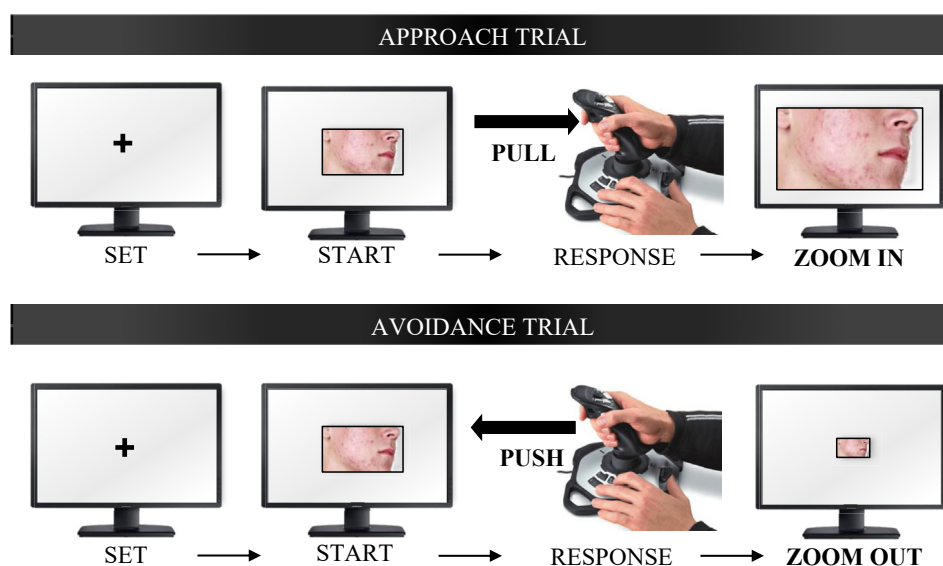 APPROACH TRIAL
PULL
SET
START
RESPONSE
ZOOM IN
AVOIDANCE TRIAL
PUSH
SET
START
RESPONSE
ZOOM OUT